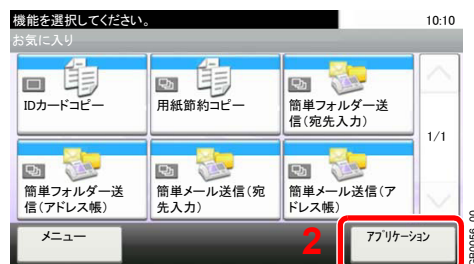 機能を選択してください。
10:10
お気に入り
IDカードコピー
用紙節約コピー
簡単フォルダー送
信(宛先入力)
1/1
簡単フォルダー送
信(アドレス帳)
簡単メール送信(宛
先入力)
簡単メール送信(ア
ドレス帳)
メニュー
2
アプリケーション